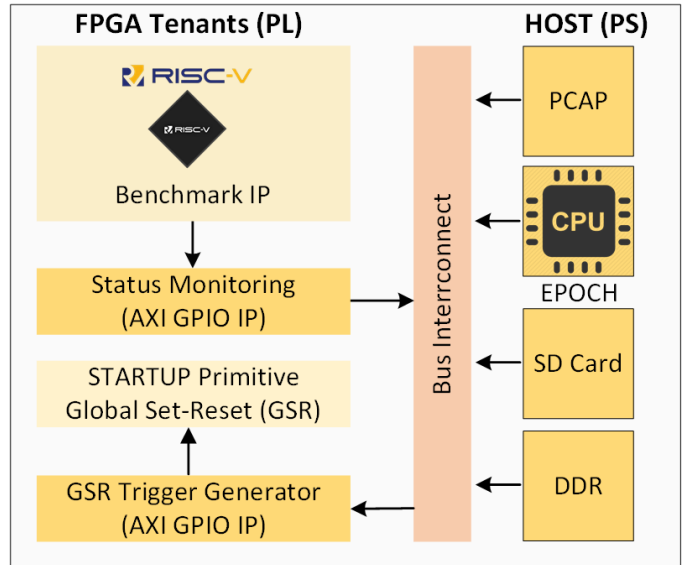 FPGA Tenants (PL)
HOST (PS)
RISC-V
RISC-V
Benchmark IP
Status Monitoring
(AXI GPIO IP)
STARTUP Primitive
Global Set-Reset (GSR)
GSR Trigger Generator
(AXI GPIO IP)
Bus Interrconnect
PCAP
CPU
EPOCH
SD Card
DDR